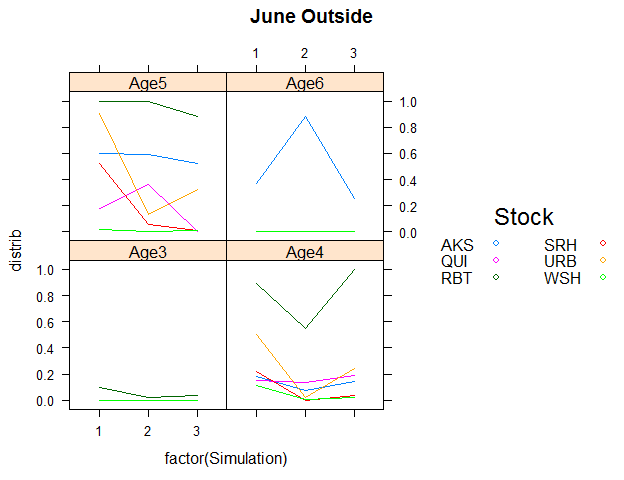 June Outside
1 2 3
Age5 Age6
1.0
0.8
0.6
0.4
0.2
0.0
distrib
Age3 Age4
1.0
0.8
0.6
0.4
0.2
0.0
1 2 3
factor(Simulation)
Stock
AKS SRH
QUI URB
RBT WSH